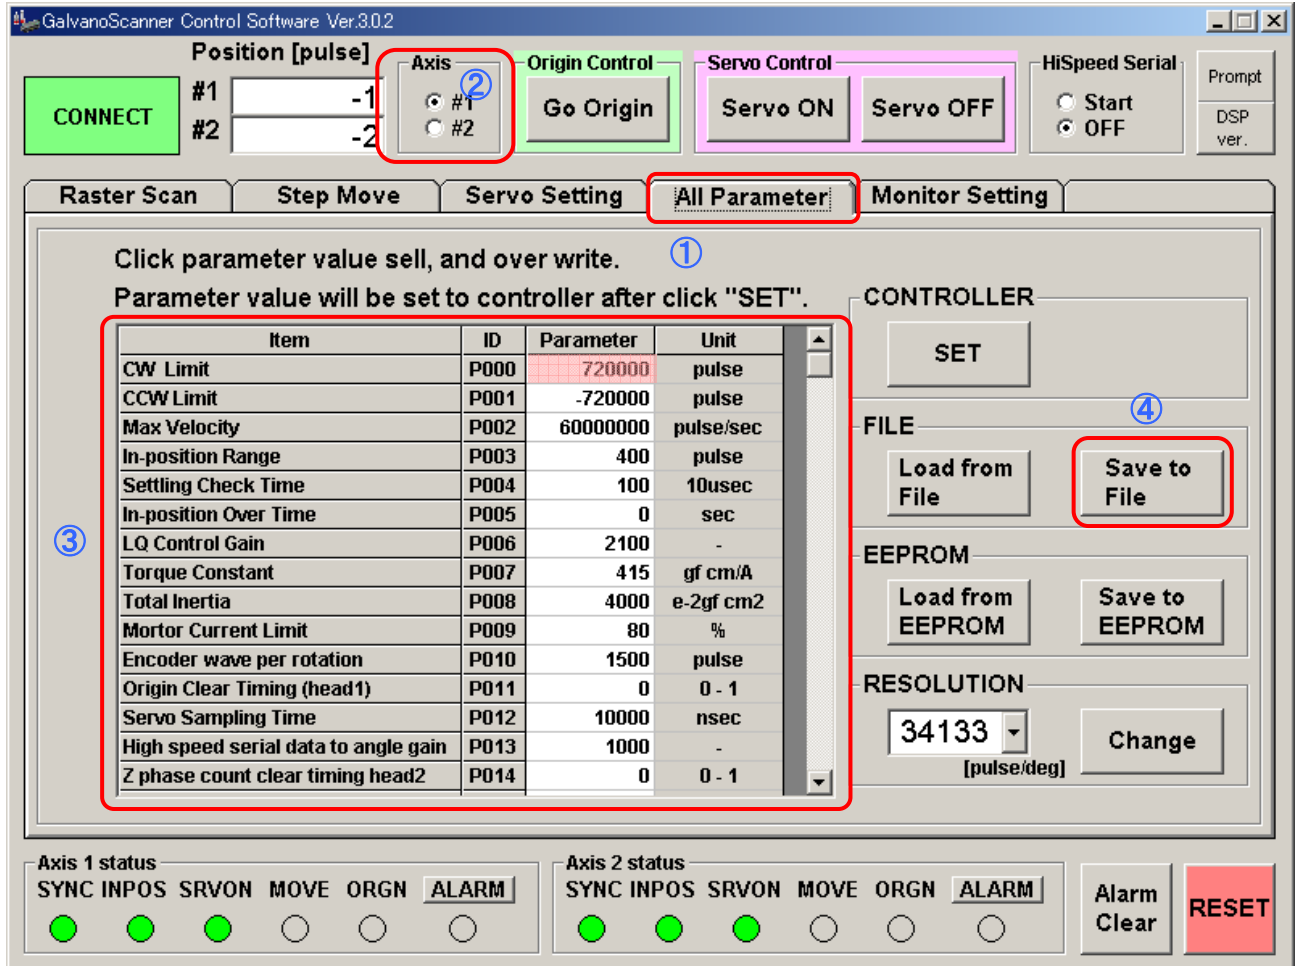 GalvanoScanner Control Software Ver.3.0.2
Position [pulse]
CONNECT
#1 -1
#2 -2
Axis
②
#1
#2
Origin Control
Go Origin
Servo Control
Servo ON Servo OFF
HiSpeed Serial
Start
OFF
Prompt
DSP
ver.
Raster Scan Step Move Servo Setting All Parameter Monitor Setting
①
Click parameter value sell, and over write.
Parameter value will be set to controller after click "SET".
③
Item ID Parameter Unit
CW Limit P000 720000 pulse
CCW Limit P001 -720000 pulse
Max Velocity P002 60000000 pulse/sec
In-position Range P003 400 pulse
Settling Check Time P004 100 10usec
In-position Over Time P005 0 sec
LQ Control Gain P006 2100 -
Torque Constant P007 415 gf cm/A
Total Inertia P008 4000 e-2gf cm2
Mortor Current Limit P009 80 %
Encoder wave per rotation P010 1500 pulse
Origin Clear Timing (head1) P011 0 0 - 1
Servo Sampling Time P012 10000 nsec
High speed serial data to angle gain P013 1000 -
Z phase count clear timing head2 P014 0 0 - 1
CONTROLLER
SET
④
FILE
Load from
File
Save to
File
EEPROM
Load from
EEPROM
Save to
EEPROM
RESOLUTION
34133
[pulse/deg]
Change
Axis 1 status
SYNC INPOS SRVON MOVE ORGN ALARM
Axis 2 status
SYNC INPOS SRVON MOVE ORGN ALARM
Alarm
Clear
RESET